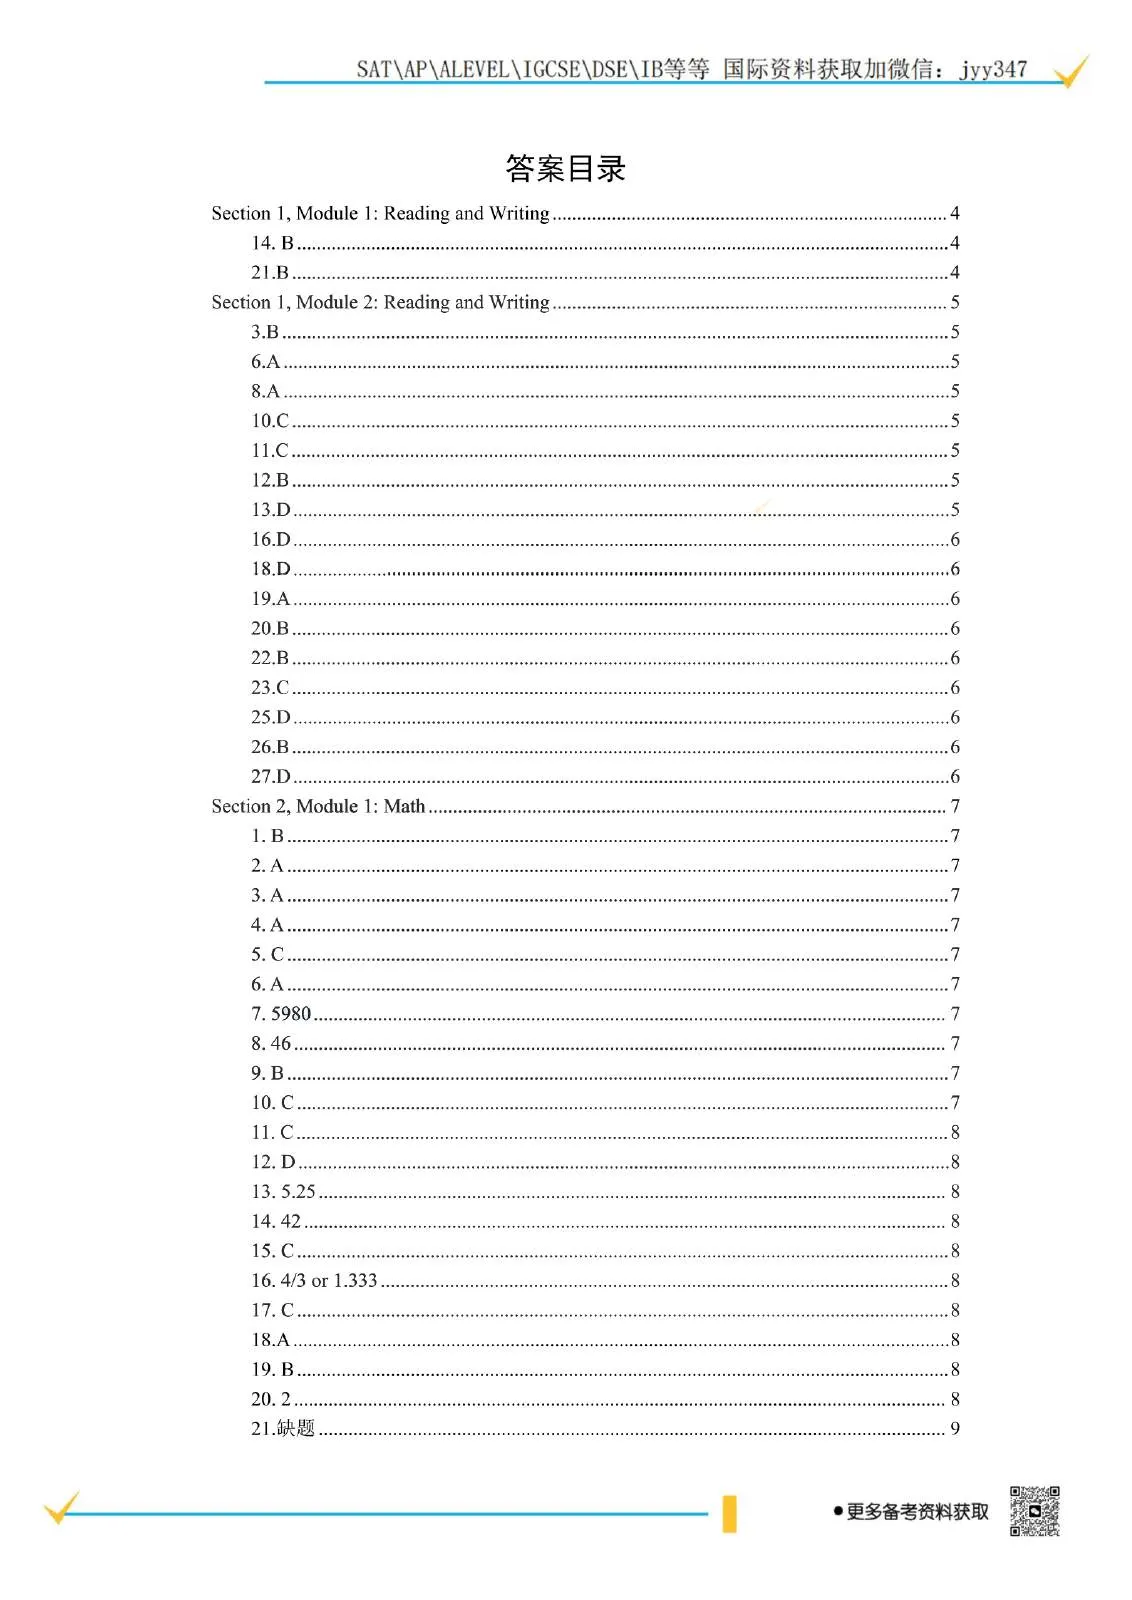 SAT\AP\ALEVEL\IGCSE\DSE\IB等等 国际资料获取加微信：jyy347
答案目录
Section 1, Module 1: Reading and Writing 4
14. B 4
21.B 4
Section 1, Module 2: Reading and Writing 5
3.B 5
6.A 5
8.A 5
10.C 5
11.C 5
12.B 5
13.D 5
16.D 6
18.D 6
19.A 6
20.B 6
22.B 6
23.C 6
25.D 6
26.B 6
27.D 6
Section 2, Module 1: Math 7
1. B 7
2. A 7
3. A 7
4. A 7
5. C 7
6. A 7
7. 5980 7
8. 46 7
9. B 7
10. C 7
11. C 8
12. D 8
13. 5.25 8
14. 42 8
15. C 8
16. 4/3 or 1.333 8
17. C 8
18.A 8
19. B 8
20. 2 8
21.缺题 9
●更多备考资料获取